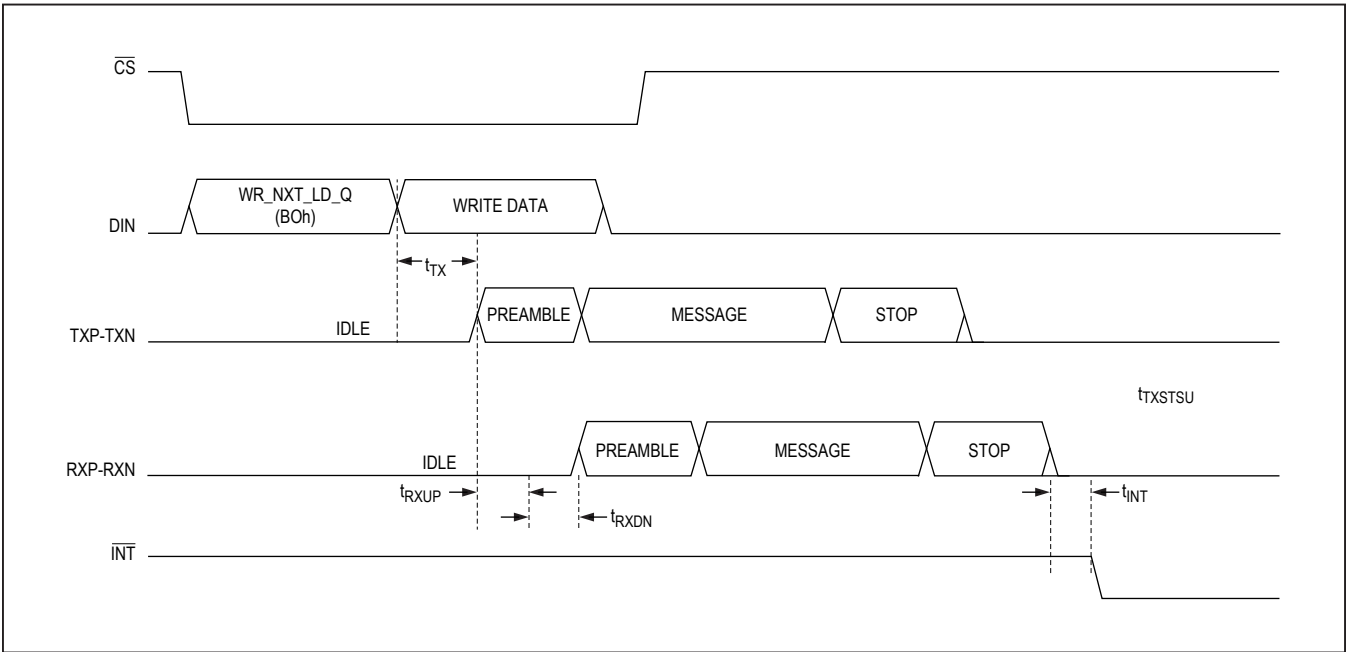 CS
WR_NXT_LD_Q
(BOh)
WRITE DATA
DIN
tTX
PREAMBLE
MESSAGE
STOP
IDLE
TXP-TXN
tTXSTSU
PREAMBLE
MESSAGE
STOP
IDLE
RXP-RXN
tRXUP
tINT
tRXDN
INT